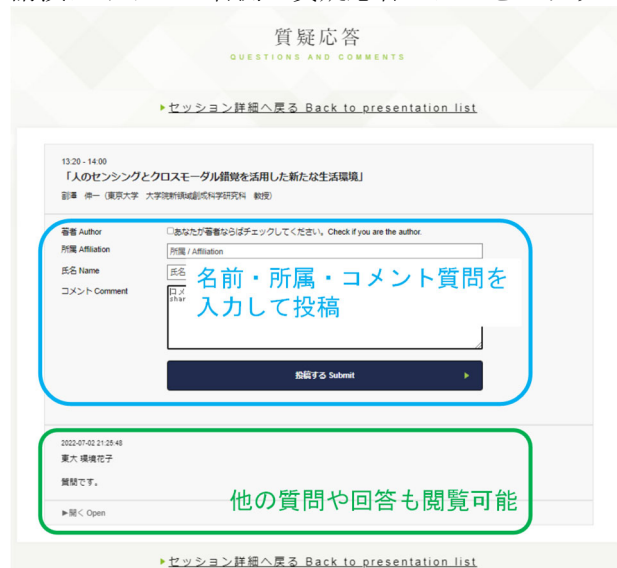 質疑応答
QUESTIONS AND COMMENTS
▶セッション詳細へ戻る Back to presentation list
13:20 - 14:00
「人のセンシングとクロスモーダル錯覚を活用した新たな生活環境」
割澤 伸一（東京大学 大学院新領域創成科学研究科 教授）
著者 Author
□あなたが著者ならばチェックしてください。Check if you are the author.
所属 Affiliation
所属 / Affiliation
氏名 Name
氏名
コメント Comment
コメ
shar
名前・所属・コメント質問を
入力して投稿
投稿する Submit ▶
2022-07-02 21:25:48
東大 環境花子
質問です。
▶開く Open
他の質問や回答も閲覧可能
▶セッション詳細へ戻る Back to presentation list